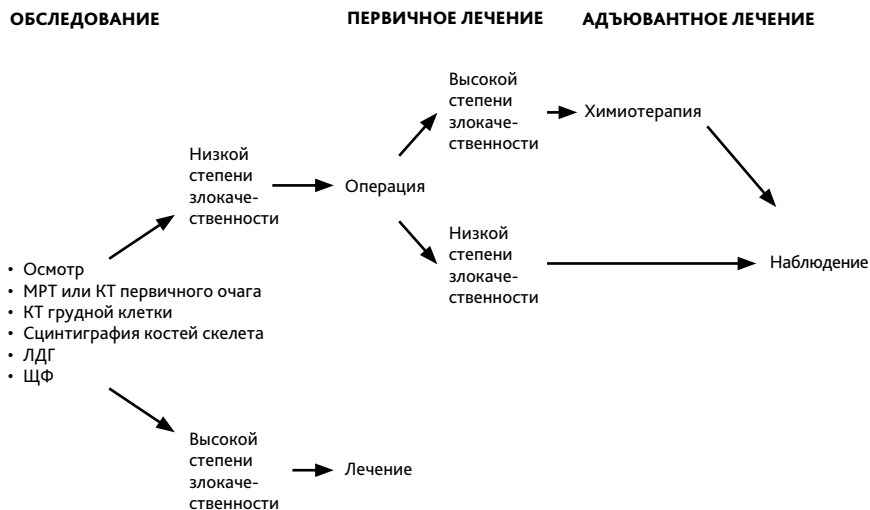 ОБСЛЕДОВАНИЕ
ПЕРВИЧНОЕ ЛЕЧЕНИЕ
АДЪЮВАНТНОЕ ЛЕЧЕНИЕ
Высокой
степени
злокаче-
ственности
Химиотерапия
Низкой
степени
злокаче-
ственности
Операция
Низкой
степени
злокаче-
ственности
Наблюдение
• Осмотр
• МРТ или КТ первичного очага
• КТ грудной клетки
• Сцинтиграфия костей скелета
• ЛДГ
• ЩФ
Высокой
степени
злокаче-
ственности
Лечение